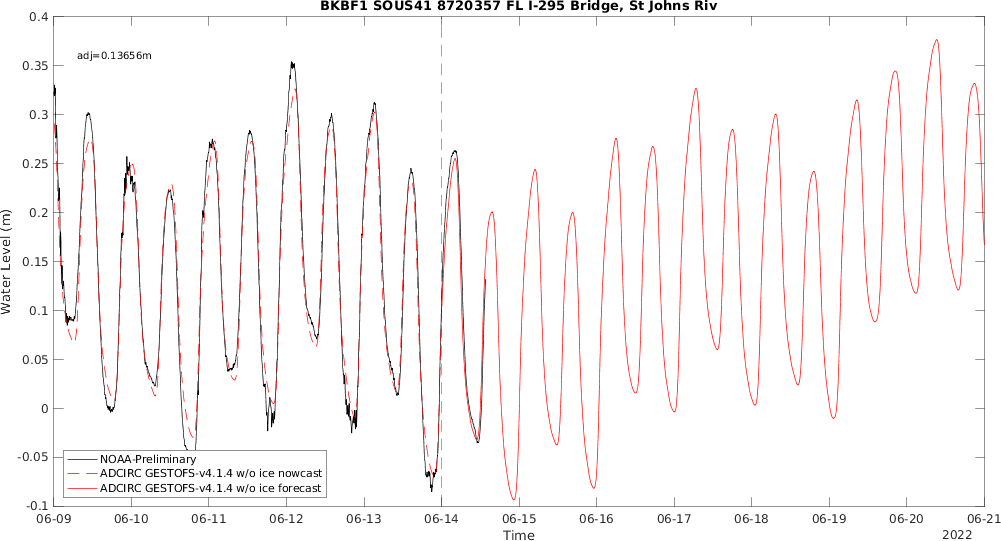 BKBF1 SOUS41 8720357 FL I-295 Bridge, St Johns Riv
adj=0.13656m
0.4
0.35
0.3
0.25
0.2
0.15
0.1
0.05
0
-0.05
-0.1
Water Level (m)
NOAA-Preliminary
ADCIRC GESTOFS-v4.1.4 w/o ice nowcast
ADCIRC GESTOFS-v4.1.4 w/o ice forecast
06-09 06-10 06-11 06-12 06-13 06-14 06-15 06-16 06-17 06-18 06-19 06-20 06-21
Time
2022